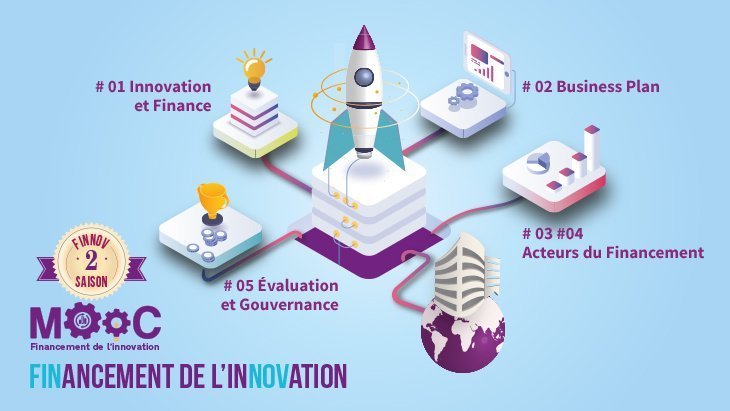 # 01 Innovation
et Finance
# 02 Business Plan
# 03 #04
Acteurs du Financement
# 05 Évaluation
et Gouvernance
FINNOV
2
SAISON
MOOC
Financement de l'innovation
FINANCEMENT DE L'INNOVATION